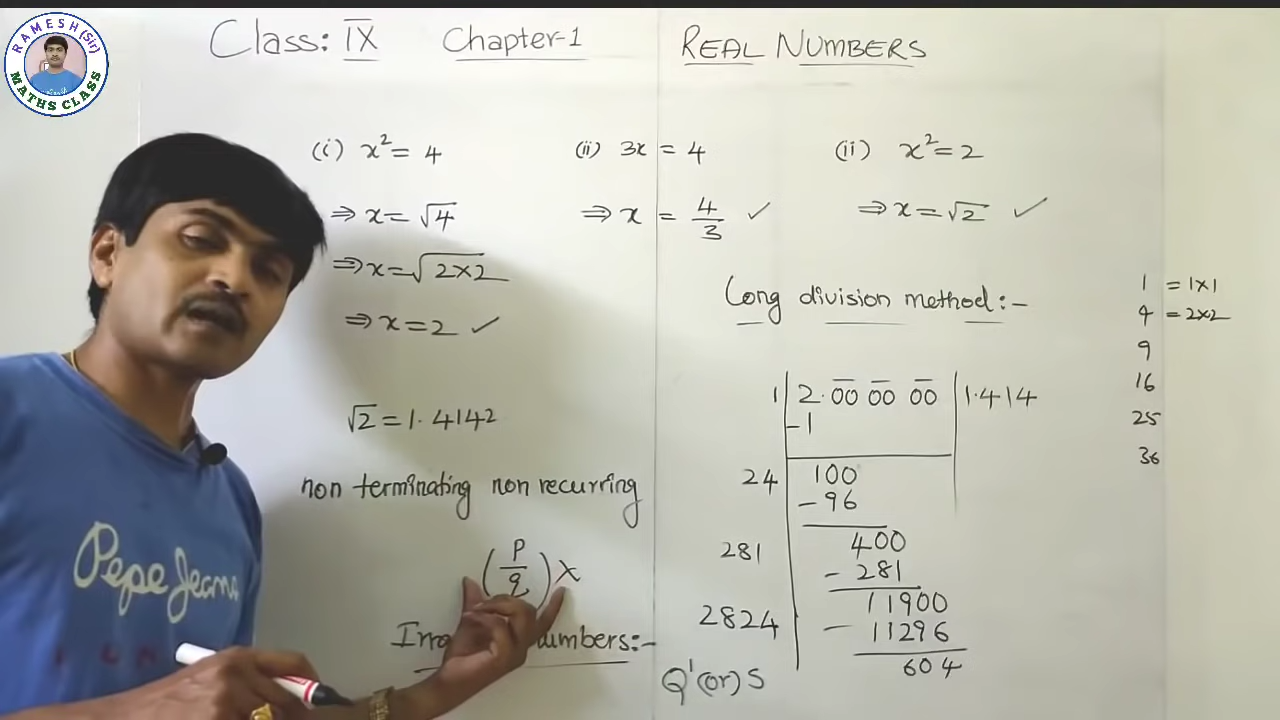 RAMESH (Sir)
MATHS CLASS
Class: IX Chapter-1 REAL NUMBERS
(i) x² = 4
⇒ x = √4
⇒ x = √2×2
⇒ x = 2 ✓
(ii) 3x = 4
⇒ x = 4/3 ✓
(ii) x² = 2
⇒ x = √2 ✓
√2 = 1.4142
non terminating non recurring
(p/q) X
numbers:-
Q' (or) S
Long division method:-
1 | 2.00 00 00 | 1.414
-1
24 | 100
- 96
400
281 | - 281
11900
2824 | - 11296
604
1 = 1×1
4 = 2×2
9
16
25
36
Pepe Jeans